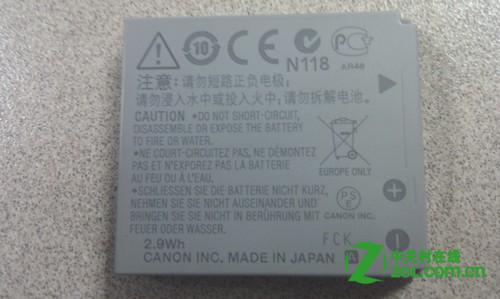 10
N118
AR48
注意：请勿短路正负电极；
请勿浸入水中或投入火中；请勿拆解电池。
CAUTION •DO NOT SHORT-CIRCUIT,
DISASSEMBLE OR EXPOSE THE BATTERY
TO FIRE OR WATER.
•NE COURT-CIRCUITEZ, NE DÉMONTEZ
PAS ET N'EXPOSEZ PAS LA BATTERIE
AU FEU OU À L'EAU.
•SCHLIESSEN SIE DIE BATTERIE NICHT KURZ,
NEHMEN SIE NICHT AUSEINANDER UND
BRINGEN SIE NICHT IN BERÜHRUNG MIT
FEUER ODER WASSER.
2.9Wh
CANON INC. MADE IN JAPAN
EUROPE ONLY
PSE
CANON INC.
FCK
A
Z
中关村在线
zol.com.cn